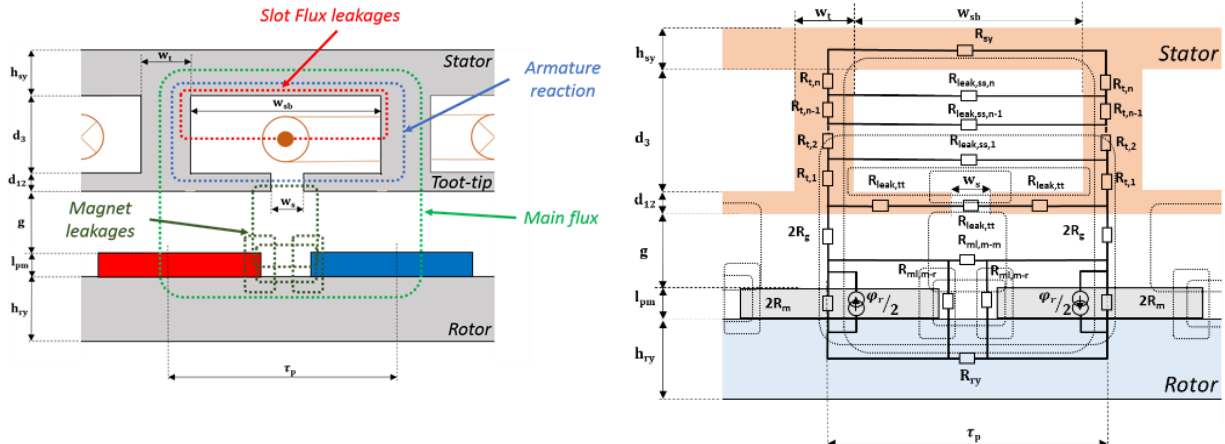 Slot Flux leakages
w_t
Stator
h_sy
Armature
reaction
w_sb
d_3
d_12
Toot-tip
w_s
g
Magnet
leakages
Main flux
l_pm
h_ry
Rotor
τ_p
w_t
w_sb
R_sy
Stator
h_sy
R_t,n
R_leak,ss,n
R_t,n
R_t,n-1
R_leak,ss,n-1
R_t,n-1
d_3
R_t,2
R_leak,ss,1
R_t,2
R_t,1
R_leak,tt
w_s
R_leak,tt
R_t,1
d_12
R_leak,tt
2R_g
2R_g
g
R_ml,m-m
R_ml,m-r
R_ml,m-r
l_pm
2R_m
φ_r/2
φ_r/2
2R_m
h_ry
R_ry
Rotor
τ_p